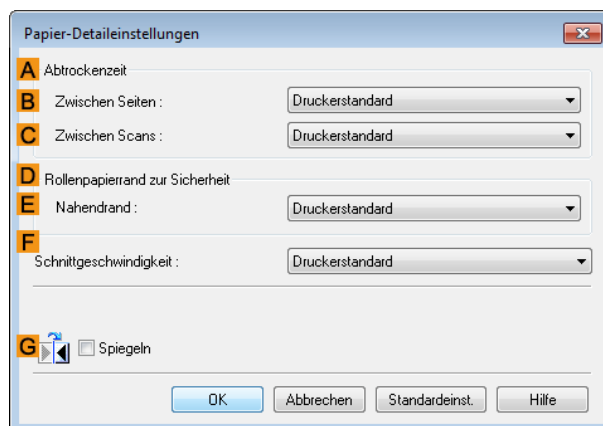 Papier-Detaileinstellungen
A Abtrockenzeit
B Zwischen Seiten : Druckerstandard
C Zwischen Scans : Druckerstandard
D Rollenpapierrand zur Sicherheit
E Nahendrand : Druckerstandard
F
Schnittgeschwindigkeit : Druckerstandard
G Spiegeln
OK Abbrechen Standardeinst. Hilfe